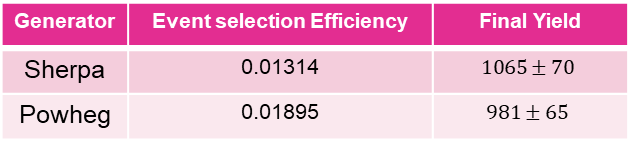 Generator Event selection Efficiency Final Yield
Sherpa 0.01314 1065 ± 70
Powheg 0.01895 981 ± 65